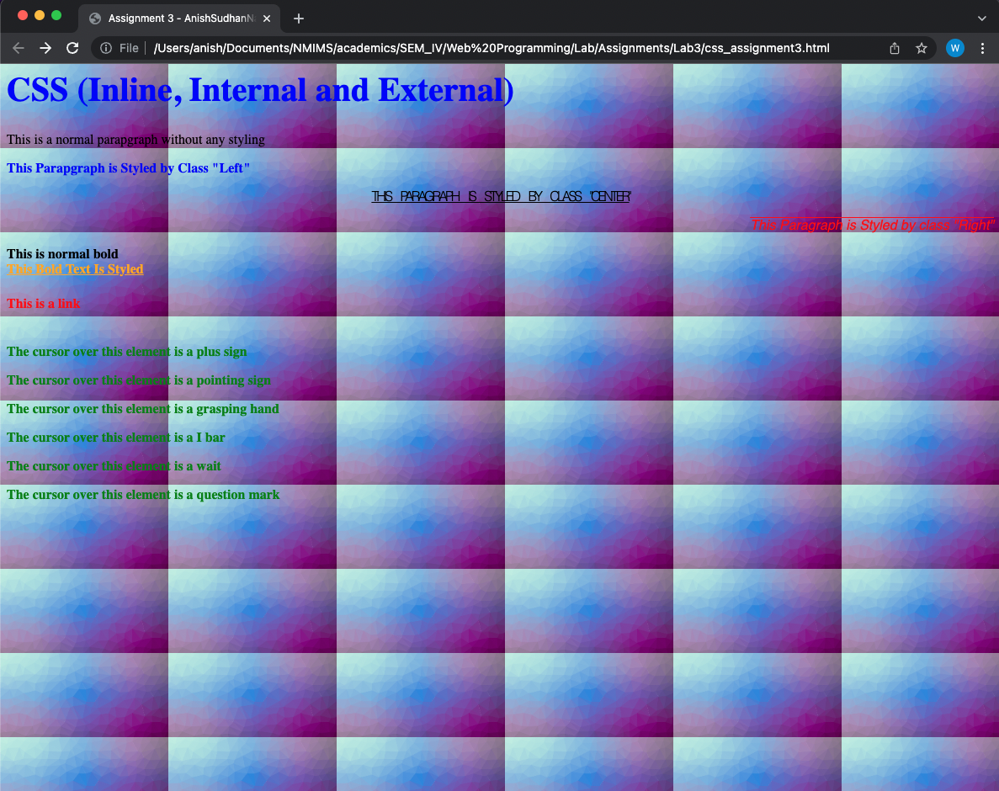 Assignment 3 - AnishSudhanN
File
/Users/anish/Documents/NMIMS/academics/SEM_IV/Web%20Programming/Lab/Assignments/Lab3/css_assignment3.html
W
CSS (Inline, Internal and External)
This is a normal parapgraph without any styling
This Parapgraph is Styled by Class "Left"
THIS PARAGRAPH IS STYLED BY CLASS "CENTER"
This Paragraph is Styled by class "Right"
This is normal bold
This Bold Text Is Styled
This is a link
The cursor over this element is a plus sign
The cursor over this element is a pointing sign
The cursor over this element is a grasping hand
The cursor over this element is a I bar
The cursor over this element is a wait
The cursor over this element is a question mark